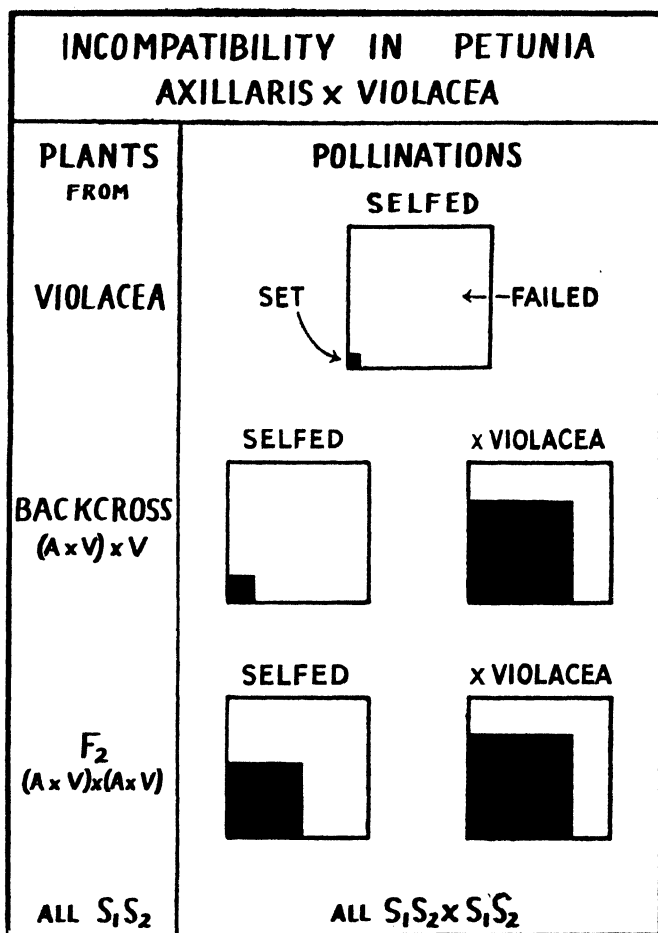 INCOMPATIBILITY IN PETUNIA
AXILLARIS x VIOLACEA
PLANTS
FROM
POLLINATIONS
SELFED
VIOLACEA
SET
FAILED
SELFED
x VIOLACEA
BACKCROSS
(A x V) x V
SELFED
x VIOLACEA
F₂
(A x V)x(AxV)
ALL S₁S₂
ALL S₁S₂ x S₁S₂